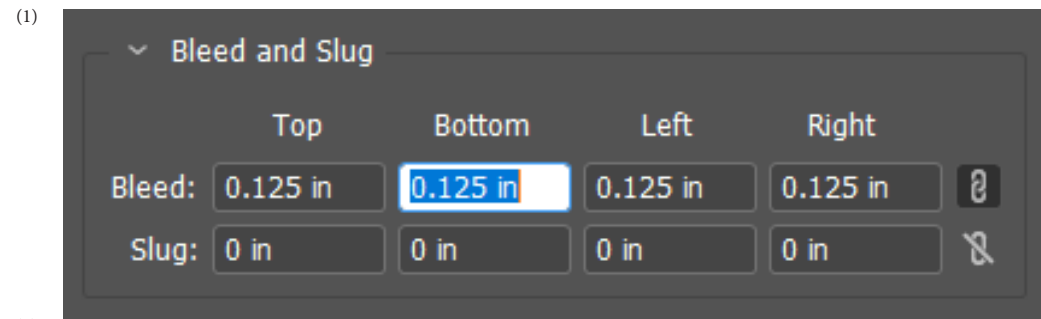 (1)
Bleed and Slug
Top Bottom Left Right
Bleed: 0.125 in 0.125 in 0.125 in 0.125 in
Slug: 0 in 0 in 0 in 0 in